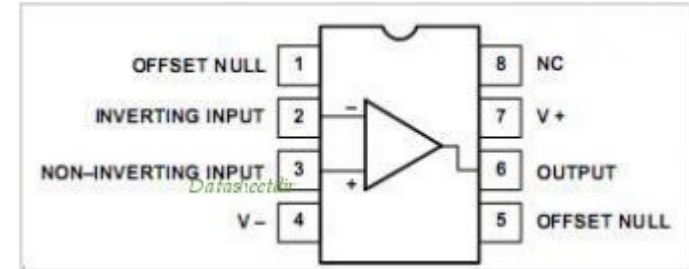 OFFSET NULL 1
INVERTING INPUT 2 −
NON–INVERTING INPUT 3 +
V – 4
8 NC
7 V +
6 OUTPUT
5 OFFSET NULL